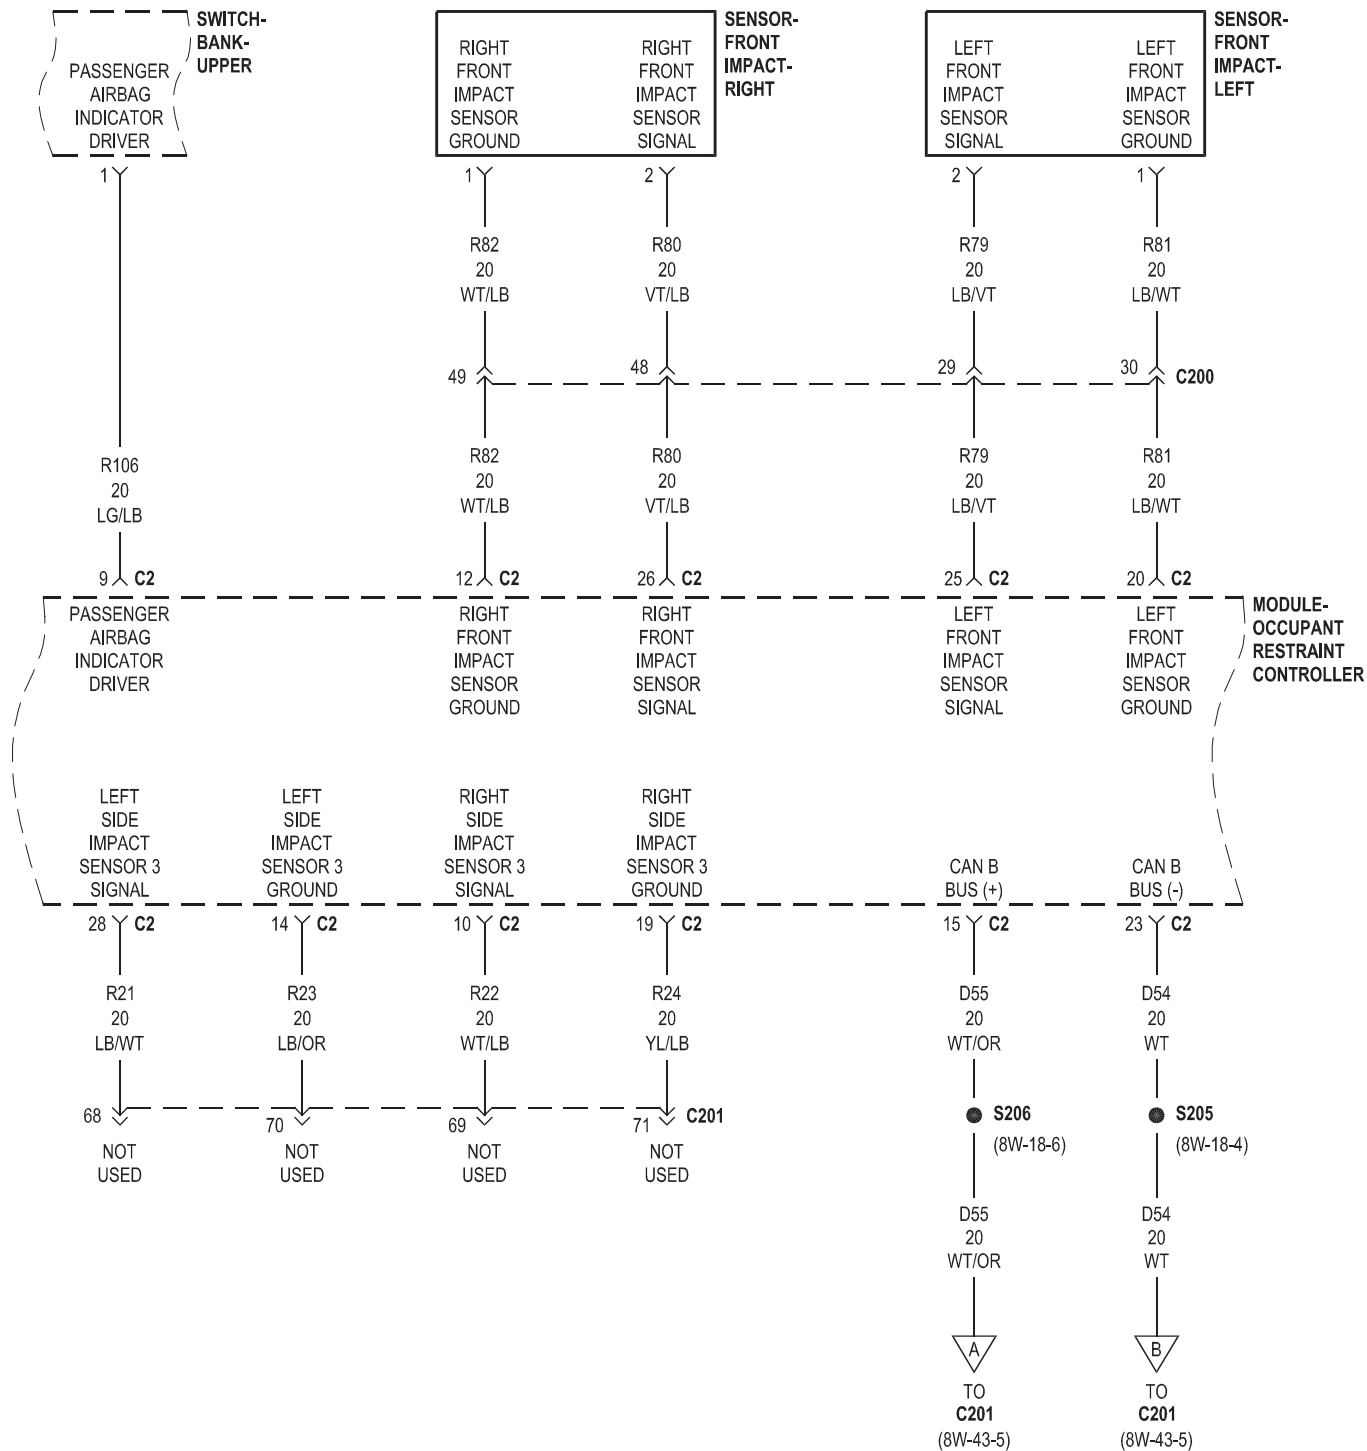 SWITCH-
BANK-
UPPER
PASSENGER
AIRBAG
INDICATOR
DRIVER
SENSOR-
FRONT
IMPACT-
RIGHT
RIGHT
FRONT
IMPACT
SENSOR
GROUND
RIGHT
FRONT
IMPACT
SENSOR
SIGNAL
SENSOR-
FRONT
IMPACT-
LEFT
LEFT
FRONT
IMPACT
SENSOR
SIGNAL
LEFT
FRONT
IMPACT
SENSOR
GROUND
1
1
2
2
1
R82
20
WT/LB
R80
20
VT/LB
R79
20
LB/VT
R81
20
LB/WT
49
48
29
30
C200
R106
20
LG/LB
R82
20
WT/LB
R80
20
VT/LB
R79
20
LB/VT
R81
20
LB/WT
9 C2
12 C2
26 C2
25 C2
20 C2
MODULE-
OCCUPANT
RESTRAINT
CONTROLLER
PASSENGER
AIRBAG
INDICATOR
DRIVER
RIGHT
FRONT
IMPACT
SENSOR
GROUND
RIGHT
FRONT
IMPACT
SENSOR
SIGNAL
LEFT
FRONT
IMPACT
SENSOR
SIGNAL
LEFT
FRONT
IMPACT
SENSOR
GROUND
LEFT
SIDE
IMPACT
SENSOR 3
SIGNAL
LEFT
SIDE
IMPACT
SENSOR 3
GROUND
RIGHT
SIDE
IMPACT
SENSOR 3
SIGNAL
RIGHT
SIDE
IMPACT
SENSOR 3
GROUND
CAN B
BUS (+)
CAN B
BUS (-)
28 C2
14 C2
10 C2
19 C2
15 C2
23 C2
R21
20
LB/WT
R23
20
LB/OR
R22
20
WT/LB
R24
20
YL/LB
D55
20
WT/OR
D54
20
WT
68
70
69
71
C201
NOT
USED
NOT
USED
NOT
USED
NOT
USED
S206
(8W-18-6)
S205
(8W-18-4)
D55
20
WT/OR
D54
20
WT
A
B
TO
C201
(8W-43-5)
TO
C201
(8W-43-5)